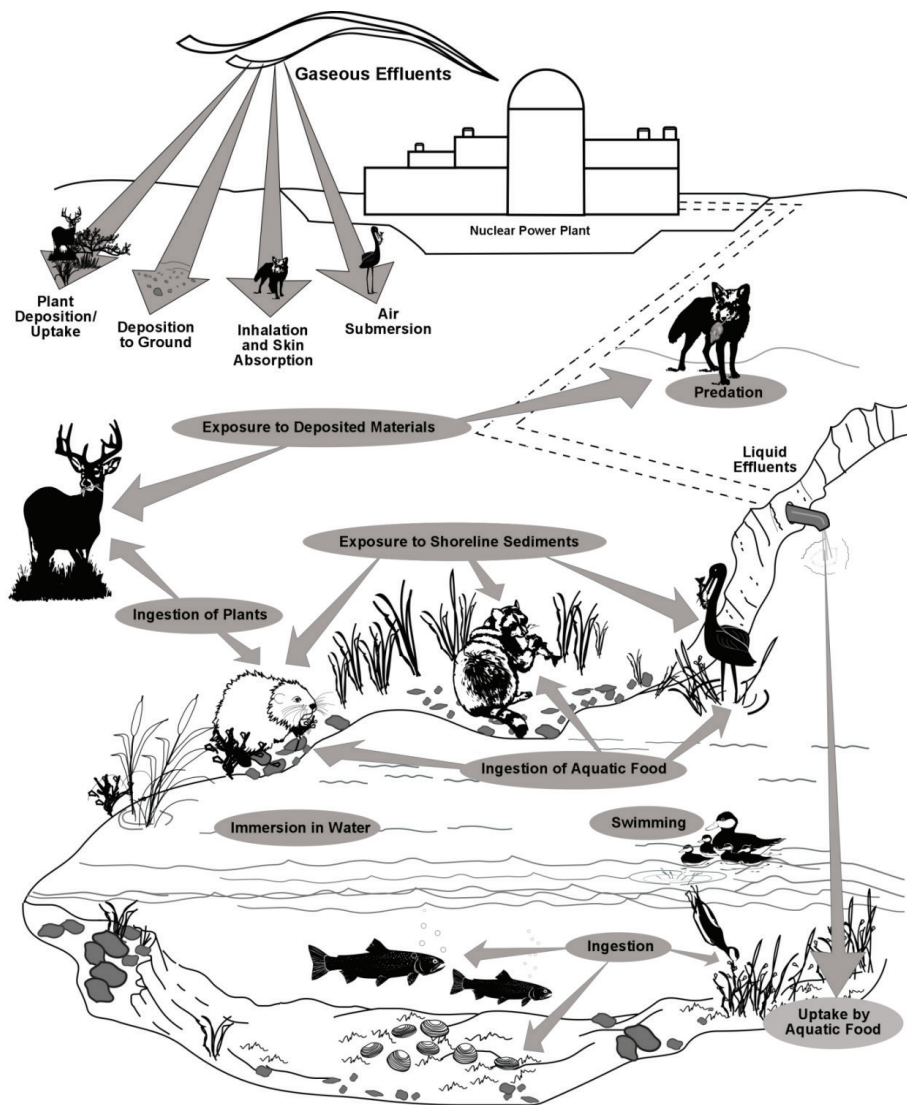 Gaseous Effluents
Nuclear Power Plant
Plant
Deposition/
Uptake
Deposition
to Ground
Inhalation
and Skin
Absorption
Air
Submersion
Predation
Exposure to Deposited Materials
Liquid
Effluents
Exposure to Shoreline Sediments
Ingestion of Plants
Ingestion of Aquatic Food
Immersion in Water
Swimming
Ingestion
Uptake by
Aquatic Food